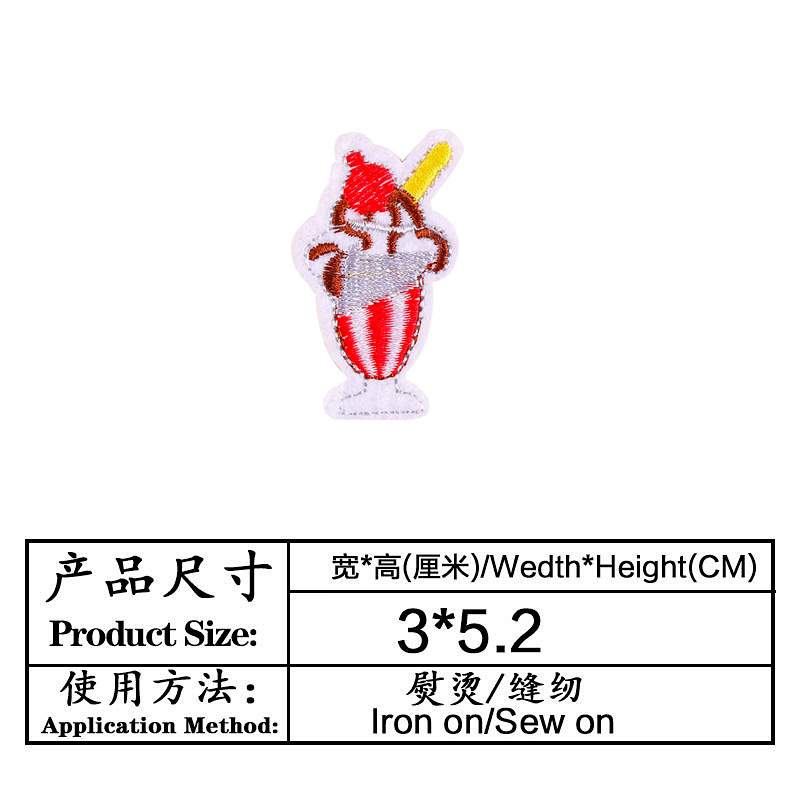 产品尺寸
Product Size:
宽*高(厘米)/Wedth*Height(CM)
3*5.2
使用方法：
Application Method:
熨烫/缝纫
Iron on/Sew on